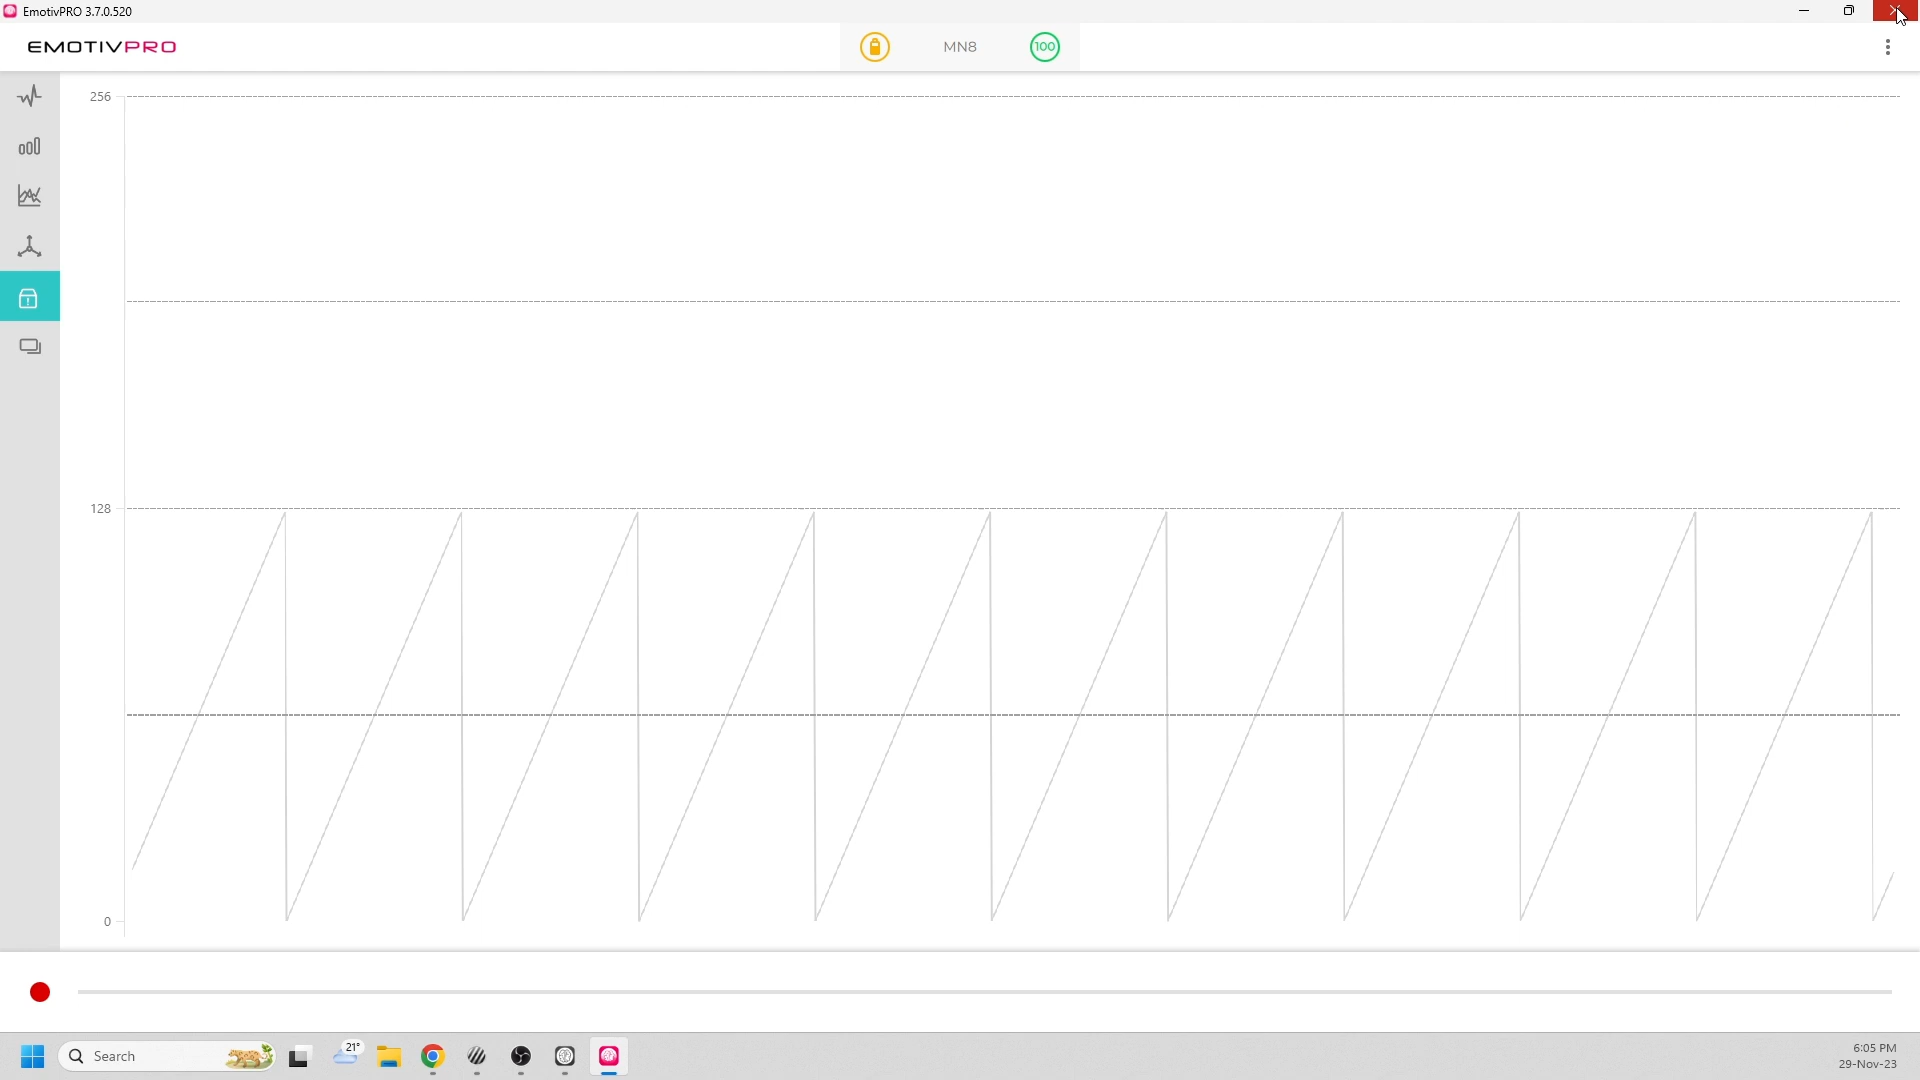 EmotivPRO 3.7.0.520
EMOTIVPRO
MN8
100
256
128
0
21°
Search
6:05 PM
29-Nov-23